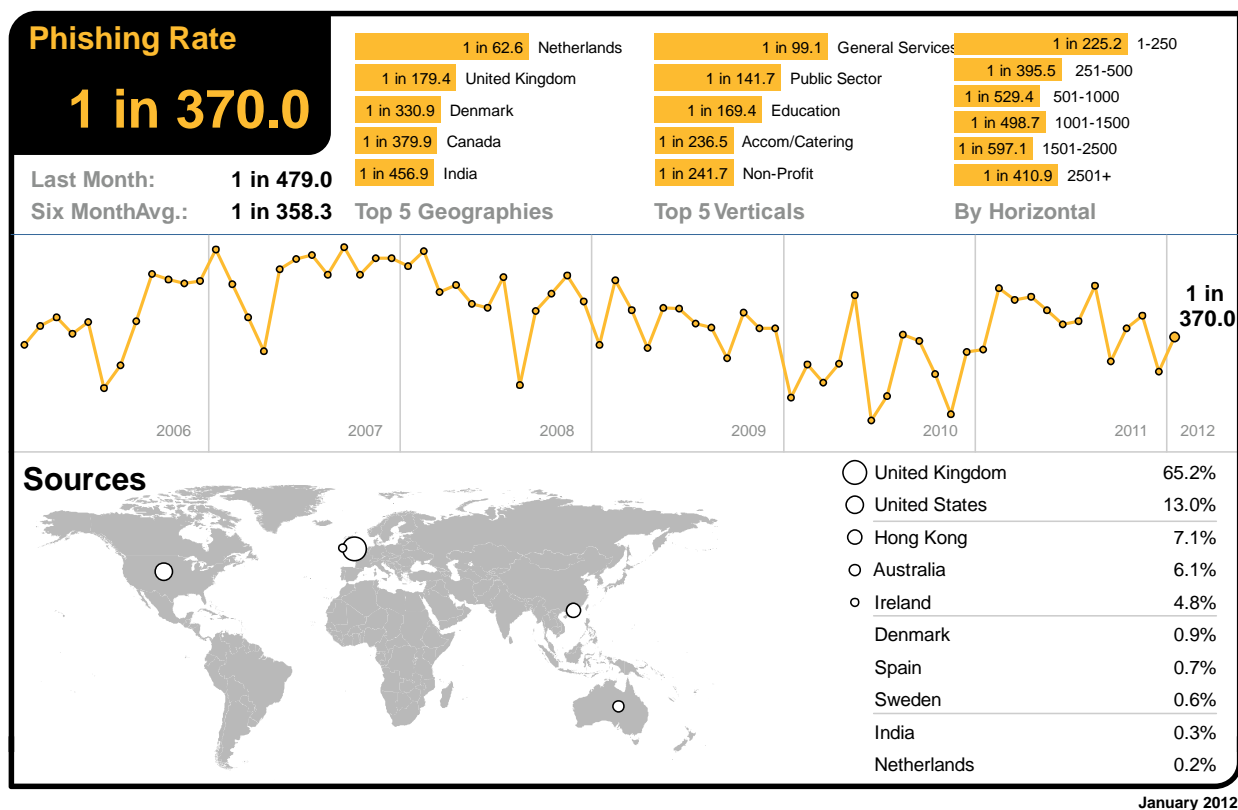 Phishing Rate
1 in 370.0
Last Month: 1 in 479.0
Six MonthAvg.: 1 in 358.3
1 in 62.6 Netherlands
1 in 179.4 United Kingdom
1 in 330.9 Denmark
1 in 379.9 Canada
1 in 456.9 India
Top 5 Geographies
1 in 99.1 General Services
1 in 141.7 Public Sector
1 in 169.4 Education
1 in 236.5 Accom/Catering
1 in 241.7 Non-Profit
Top 5 Verticals
1 in 225.2 1-250
1 in 395.5 251-500
1 in 529.4 501-1000
1 in 498.7 1001-1500
1 in 597.1 1501-2500
1 in 410.9 2501+
By Horizontal
1 in
370.0
2006 2007 2008 2009 2010 2011 2012
Sources
United Kingdom 65.2%
United States 13.0%
Hong Kong 7.1%
Australia 6.1%
Ireland 4.8%
Denmark 0.9%
Spain 0.7%
Sweden 0.6%
India 0.3%
Netherlands 0.2%
January 2012